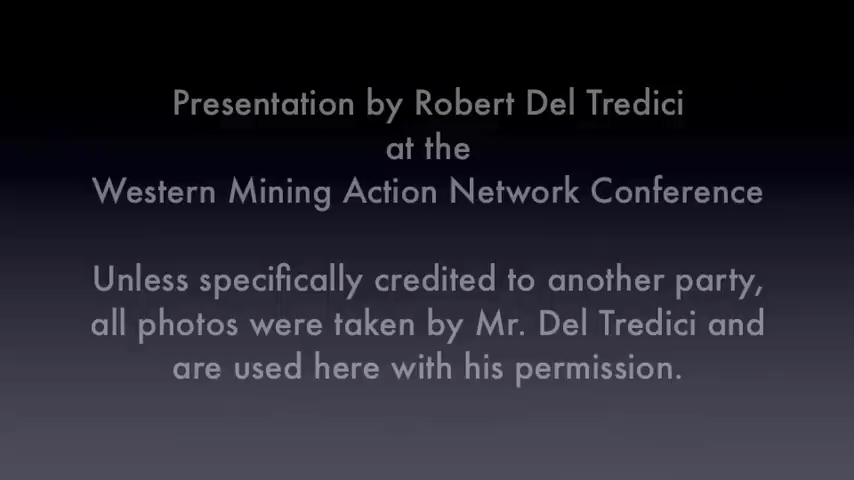 Presentation by Robert Del Tredici
at the
Western Mining Action Network Conference
Unless specifically credited to another party,
all photos were taken by Mr. Del Tredici and
are used here with his permission.